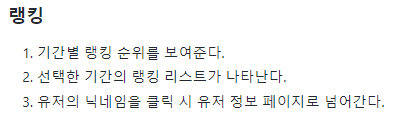 랭킹
1. 기간별 랭킹 순위를 보여준다.
2. 선택한 기간의 랭킹 리스트가 나타난다.
3. 유저의 닉네임을 클릭 시 유저 정보 페이지로 넘어간다.